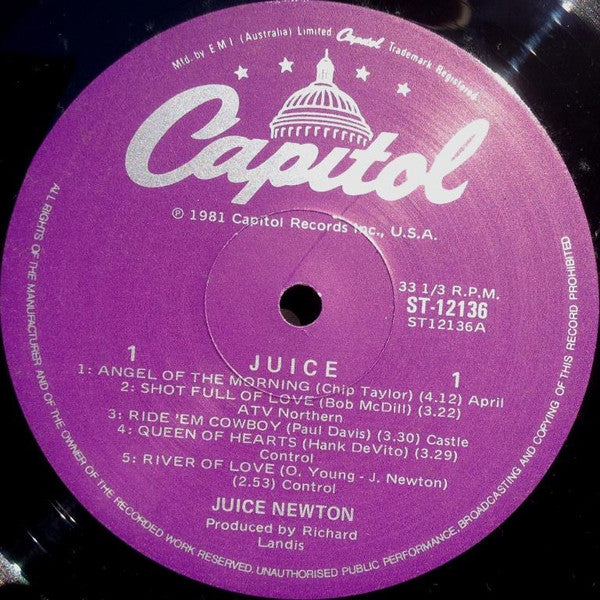 Mfd. by E M I (Australia) Limited Capitol Trademark Registered
Capitol
℗ 1981 Capitol Records Inc., U.S.A.
33 1/3 R.P.M.
ST-12136
ST12136A
1 JUICE 1
1: ANGEL OF THE MORNING (Chip Taylor) (4.12) April
2: SHOT FULL OF LOVE (Bob McDill) (3.22)
ATV Northern
3: RIDE 'EM COWBOY (Paul Davis) (3.30) Castle
4: QUEEN OF HEARTS (Hank DeVito) (3.29)
Control
5: RIVER OF LOVE (O. Young - J. Newton)
(2.53) Control
JUICE NEWTON
Produced by Richard
Landis
ALL RIGHTS OF THE MANUFACTURER AND OF THE OWNER OF THE RECORDED WORK RESERVED. UNAUTHORISED PUBLIC PERFORMANCE, BROADCASTING AND COPYING OF THIS RECORD PROHIBITED